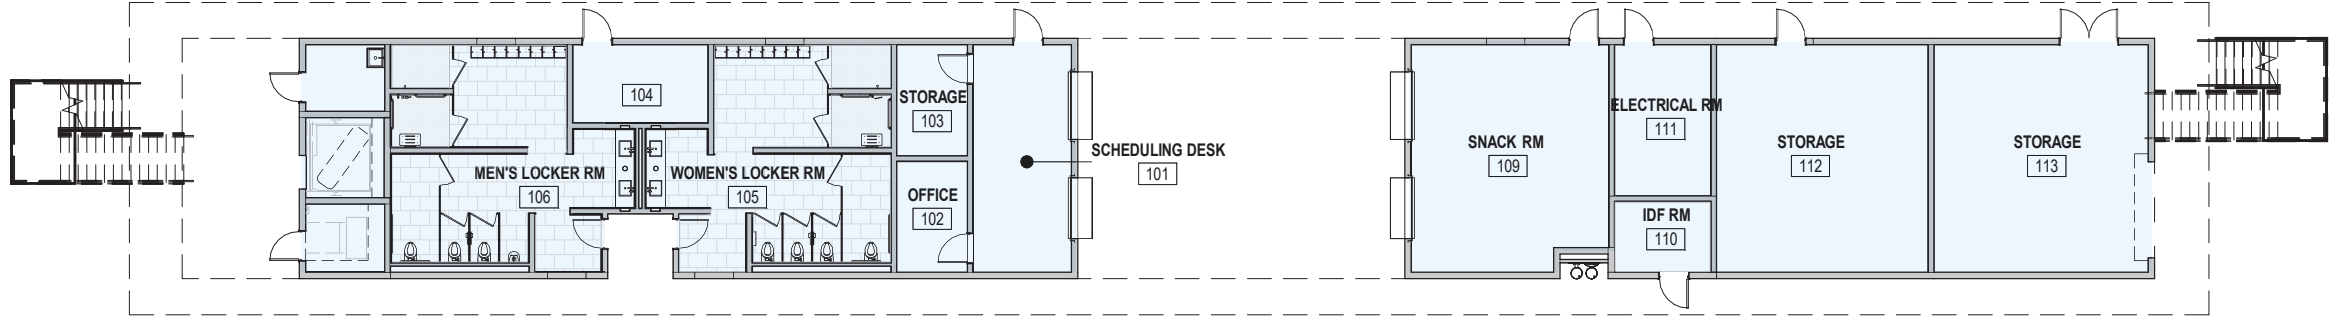 104
STORAGE
103
MEN'S LOCKER RM
106
WOMEN'S LOCKER RM
105
OFFICE
102
SCHEDULING DESK
101
SNACK RM
109
ELECTRICAL RM
111
IDF RM
110
STORAGE
112
STORAGE
113